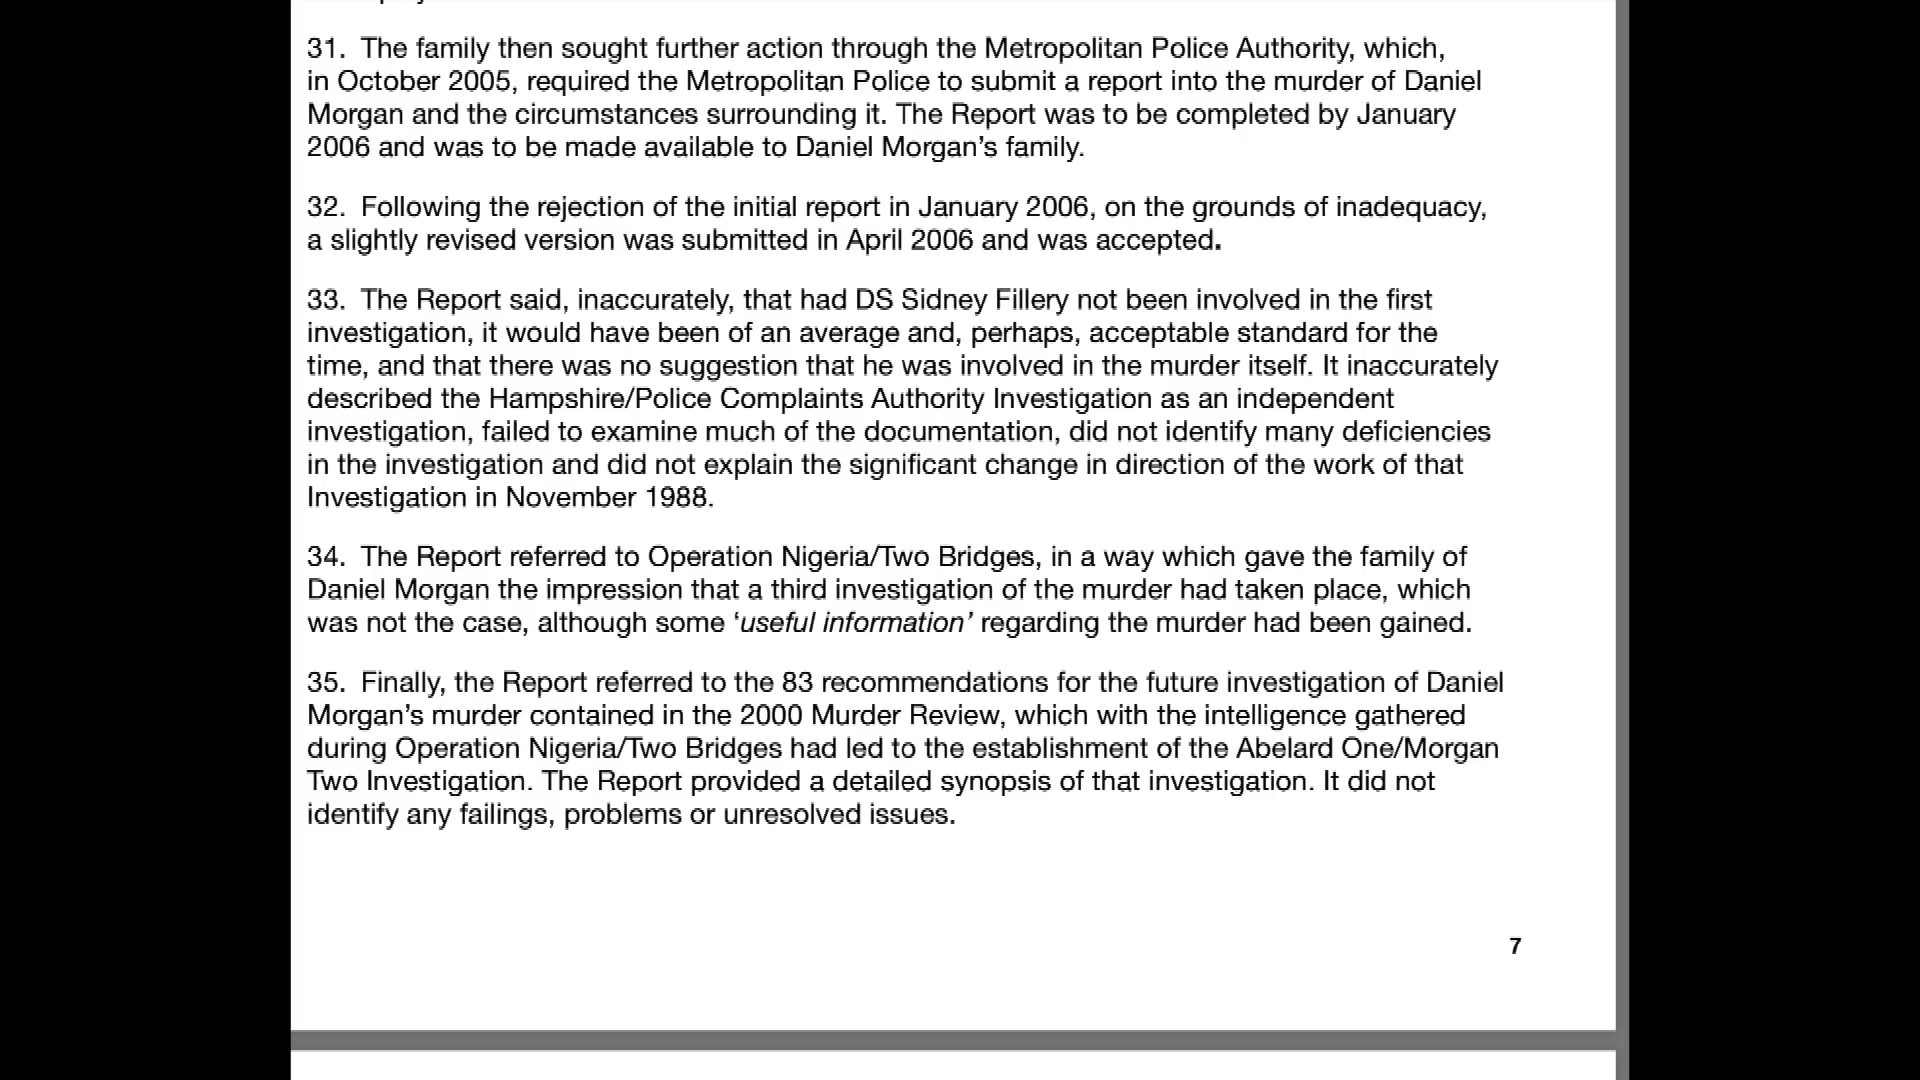 31. The family then sought further action through the Metropolitan Police Authority, which,
in October 2005, required the Metropolitan Police to submit a report into the murder of Daniel
Morgan and the circumstances surrounding it. The Report was to be completed by January
2006 and was to be made available to Daniel Morgan’s family.
32. Following the rejection of the initial report in January 2006, on the grounds of inadequacy,
a slightly revised version was submitted in April 2006 and was accepted.
33. The Report said, inaccurately, that had DS Sidney Fillery not been involved in the first
investigation, it would have been of an average and, perhaps, acceptable standard for the
time, and that there was no suggestion that he was involved in the murder itself. It inaccurately
described the Hampshire/Police Complaints Authority Investigation as an independent
investigation, failed to examine much of the documentation, did not identify many deficiencies
in the investigation and did not explain the significant change in direction of the work of that
Investigation in November 1988.
34. The Report referred to Operation Nigeria/Two Bridges, in a way which gave the family of
Daniel Morgan the impression that a third investigation of the murder had taken place, which
was not the case, although some ‘useful information’ regarding the murder had been gained.
35. Finally, the Report referred to the 83 recommendations for the future investigation of Daniel
Morgan’s murder contained in the 2000 Murder Review, which with the intelligence gathered
during Operation Nigeria/Two Bridges had led to the establishment of the Abelard One/Morgan
Two Investigation. The Report provided a detailed synopsis of that investigation. It did not
identify any failings, problems or unresolved issues.
7